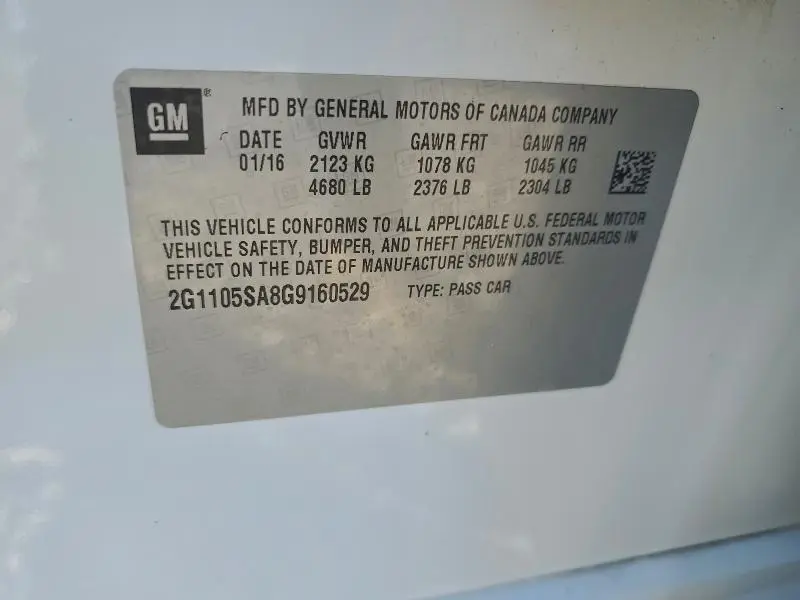 GM®
MFD BY GENERAL MOTORS OF CANADA COMPANY
DATE GVWR GAWR FRT GAWR RR
01/16 2123 KG 1078 KG 1045 KG
4680 LB 2376 LB 2304 LB
THIS VEHICLE CONFORMS TO ALL APPLICABLE U.S. FEDERAL MOTOR
VEHICLE SAFETY, BUMPER, AND THEFT PREVENTION STANDARDS IN
EFFECT ON THE DATE OF MANUFACTURE SHOWN ABOVE.
2G1105SA8G9160529 TYPE: PASS CAR